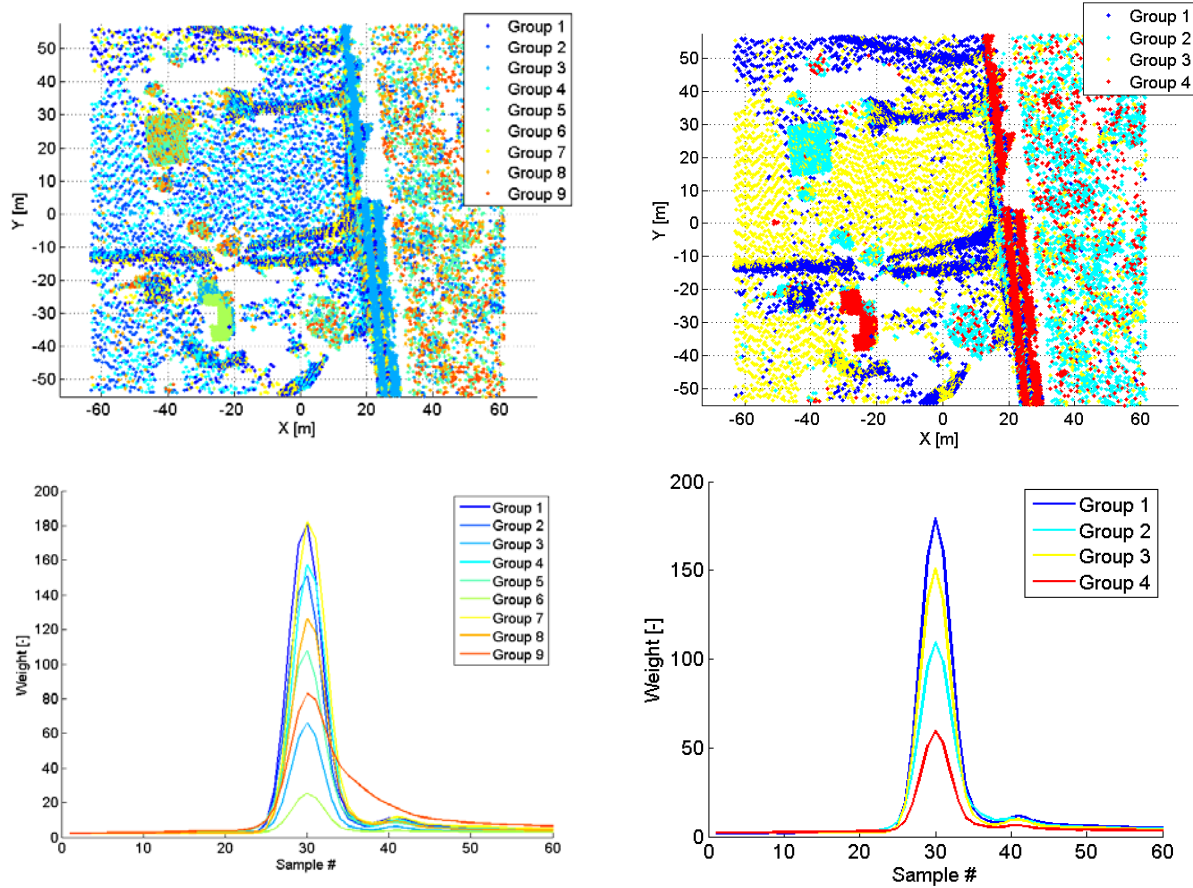 Group 1
Group 2
Group 3
Group 4
Group 5
Group 6
Group 7
Group 8
Group 9
50
40
30
20
10
0
-10
-20
-30
-40
-50
Y [m]
-60 -40 -20 0 20 40 60
X [m]
Group 1
Group 2
Group 3
Group 4
50
40
30
20
10
0
-10
-20
-30
-40
-50
Y [m]
-60 -40 -20 0 20 40 60
X [m]
200
180
160
140
120
100
80
60
40
20
0
Weight [-]
Group 1
Group 2
Group 3
Group 4
Group 5
Group 6
Group 7
Group 8
Group 9
0 10 20 30 40 50 60
Sample #
200
150
100
50
0
Weight [-]
Group 1
Group 2
Group 3
Group 4
0 10 20 30 40 50 60
Sample #